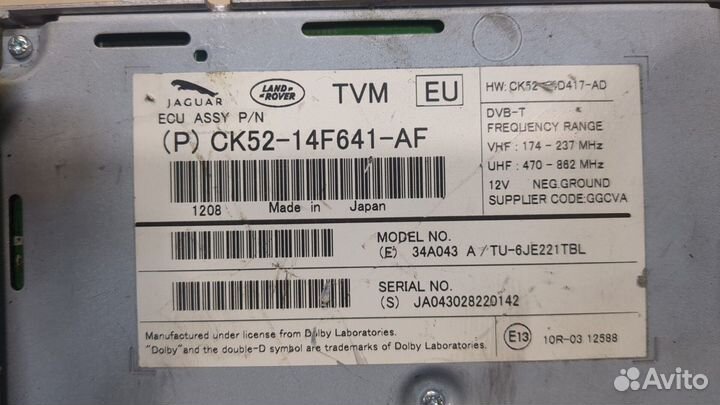 JAGUAR
LAND ROVER
TVM
EU
ECU ASSY P/N
(P) CK52-14F641-AF
1208 Made in Japan
HW: CK52- D417-AD
DVB-T
FREQUENCY RANGE
VHF : 174 - 237 MHz
UHF : 470 - 862 MHz
12V NEG.GROUND
SUPPLIER CODE:GGCVA
MODEL NO.
(E) 34A043 A/TU-6JE221TBL
SERIAL NO.
(S) JA043028220142
Manufactured under license from Dolby Laboratories.
"Dolby" and the double-D symbol are trademarks of Dolby Laboratories.
E13
10R-03 12588
Avito